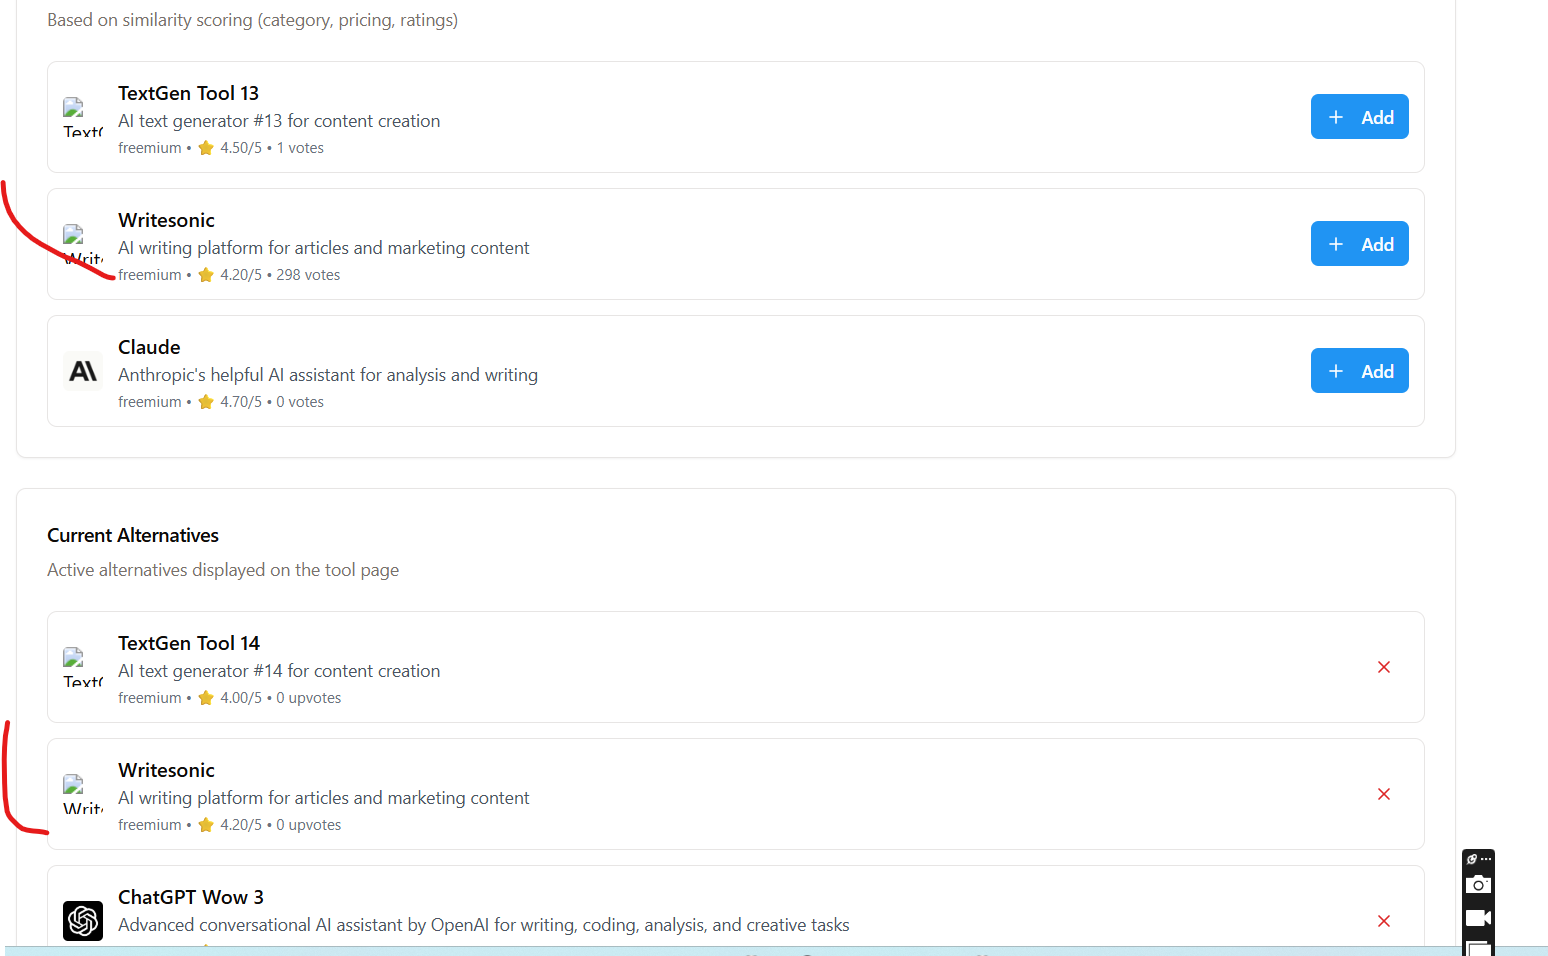 Based on similarity scoring (category, pricing, ratings)
TextGen Tool 13
AI text generator #13 for content creation
freemium • ⭐ 4.50/5 • 1 votes
+ Add
Writesonic
AI writing platform for articles and marketing content
freemium • ⭐ 4.20/5 • 298 votes
+ Add
Claude
Anthropic's helpful AI assistant for analysis and writing
freemium • ⭐ 4.70/5 • 0 votes
+ Add
Current Alternatives
Active alternatives displayed on the tool page
TextGen Tool 14
AI text generator #14 for content creation
freemium • ⭐ 4.00/5 • 0 upvotes
Writesonic
AI writing platform for articles and marketing content
freemium • ⭐ 4.20/5 • 0 upvotes
ChatGPT Wow 3
Advanced conversational AI assistant by OpenAI for writing, coding, analysis, and creative tasks